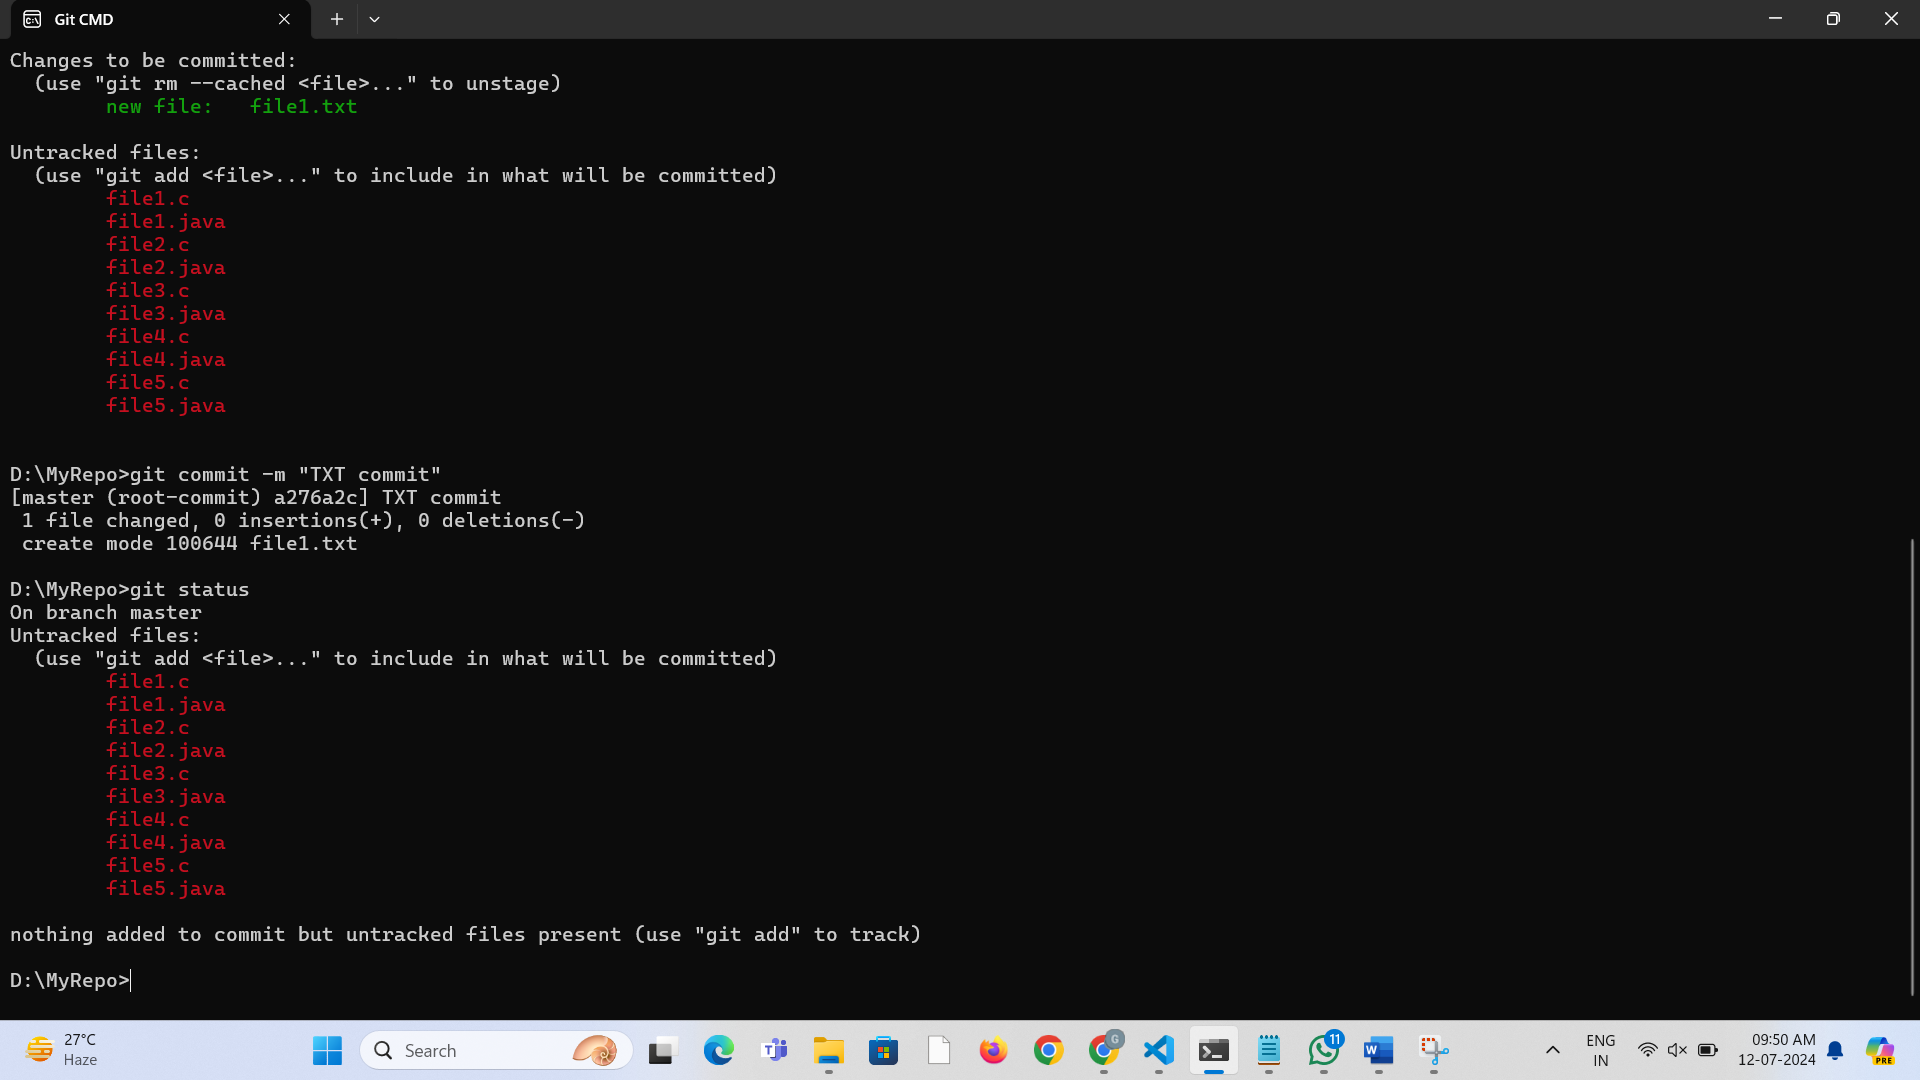 Git CMD
Changes to be committed:
  (use "git rm --cached <file>..." to unstage)
        new file:   file1.txt

Untracked files:
  (use "git add <file>..." to include in what will be committed)
        file1.c
        file1.java
        file2.c
        file2.java
        file3.c
        file3.java
        file4.c
        file4.java
        file5.c
        file5.java

D:\MyRepo>git commit -m "TXT commit"
[master (root-commit) a276a2c] TXT commit
 1 file changed, 0 insertions(+), 0 deletions(-)
 create mode 100644 file1.txt

D:\MyRepo>git status
On branch master
Untracked files:
  (use "git add <file>..." to include in what will be committed)
        file1.c
        file1.java
        file2.c
        file2.java
        file3.c
        file3.java
        file4.c
        file4.java
        file5.c
        file5.java

nothing added to commit but untracked files present (use "git add" to track)

D:\MyRepo>
27°C
Haze
Search
G
11
W
ENG
IN
09:50 AM
12-07-2024
PRE